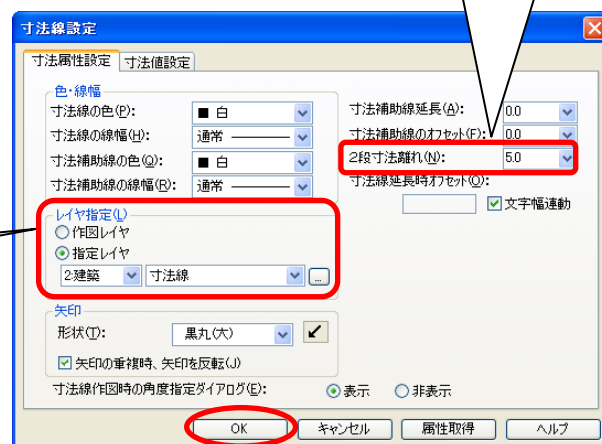 寸法線設定
寸法属性設定 寸法値設定
色・線幅
寸法線の色(P): 白
寸法線の線幅(H): 通常
寸法補助線の色(Q): 白
寸法補助線の線幅(R): 通常
寸法補助線延長(A): 0.0
寸法補助線のオフセット(F): 0.0
2段寸法離れ(N): 5.0
寸法線延長時オフセット(O):
文字幅連動
レイヤ指定(L)
作図レイヤ
指定レイヤ
2:建築 寸法線 ...
矢印
形状(T): 黒丸(大)
矢印の重複時、矢印を反転(J)
寸法線作図時の角度指定ダイアログ(E): 表示 非表示
OK キャンセル 属性取得 ヘルプ